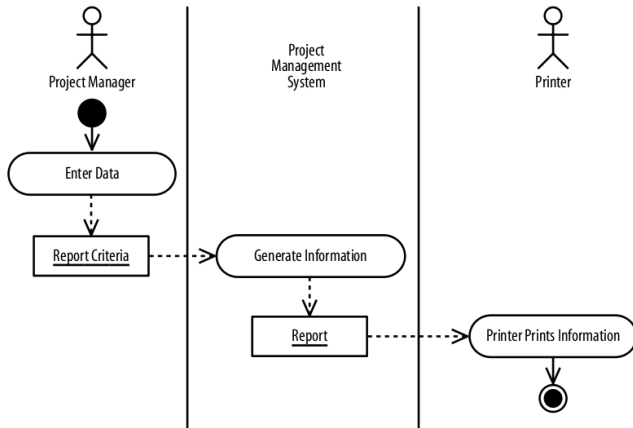 Project Manager
Project
Management
System
Printer
Enter Data
Report Criteria
Generate Information
Report
Printer Prints Information